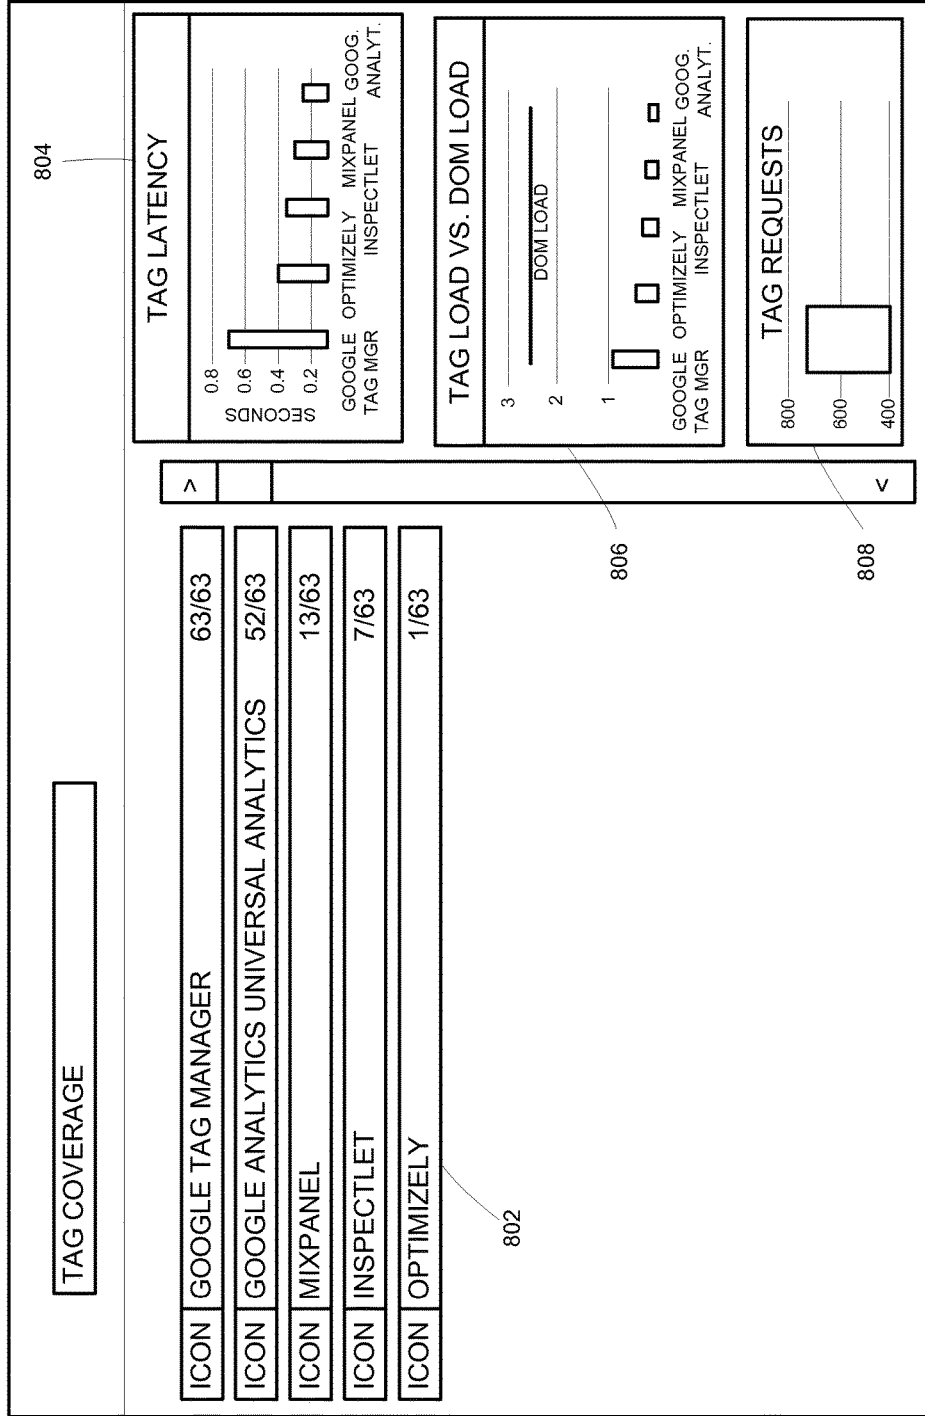 TAG COVERAGE
ICON GOOGLE TAG MANAGER 63/63
ICON GOOGLE ANALYTICS UNIVERSAL ANALYTICS 52/63
ICON MIXPANEL 13/63
ICON INSPECTLET 7/63
ICON OPTIMIZELY 1/63
802
>
<
804
TAG LATENCY
SECONDS
0.8
0.6
0.4
0.2
GOOGLE OPTIMIZELY MIXPANEL GOOG.
TAG MGR INSPECTLET ANALYT.
TAG LOAD VS. DOM LOAD
3
2
1
DOM LOAD
GOOGLE OPTIMIZELY MIXPANEL GOOG.
TAG MGR INSPECTLET ANALYT.
806
TAG REQUESTS
800
600
400
808